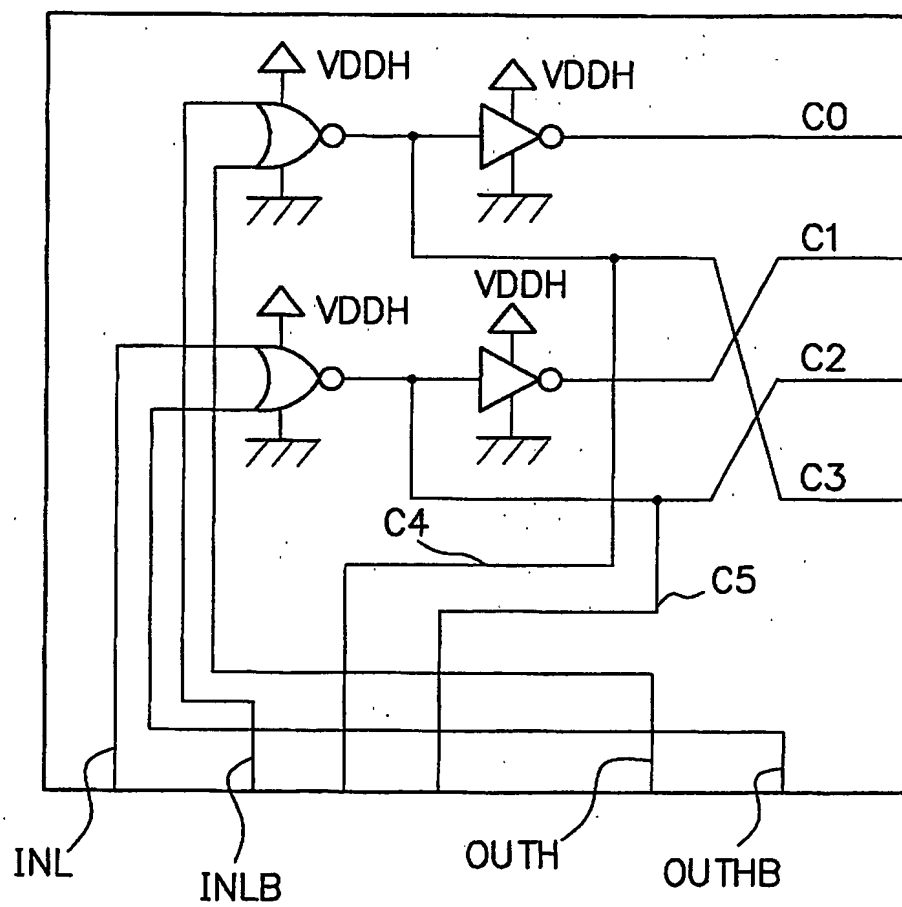 VDDH
VDDH
C0
C1
VDDH
VDDH
C2
C3
C4
C5
INL
INLB
OUTH
OUTHB